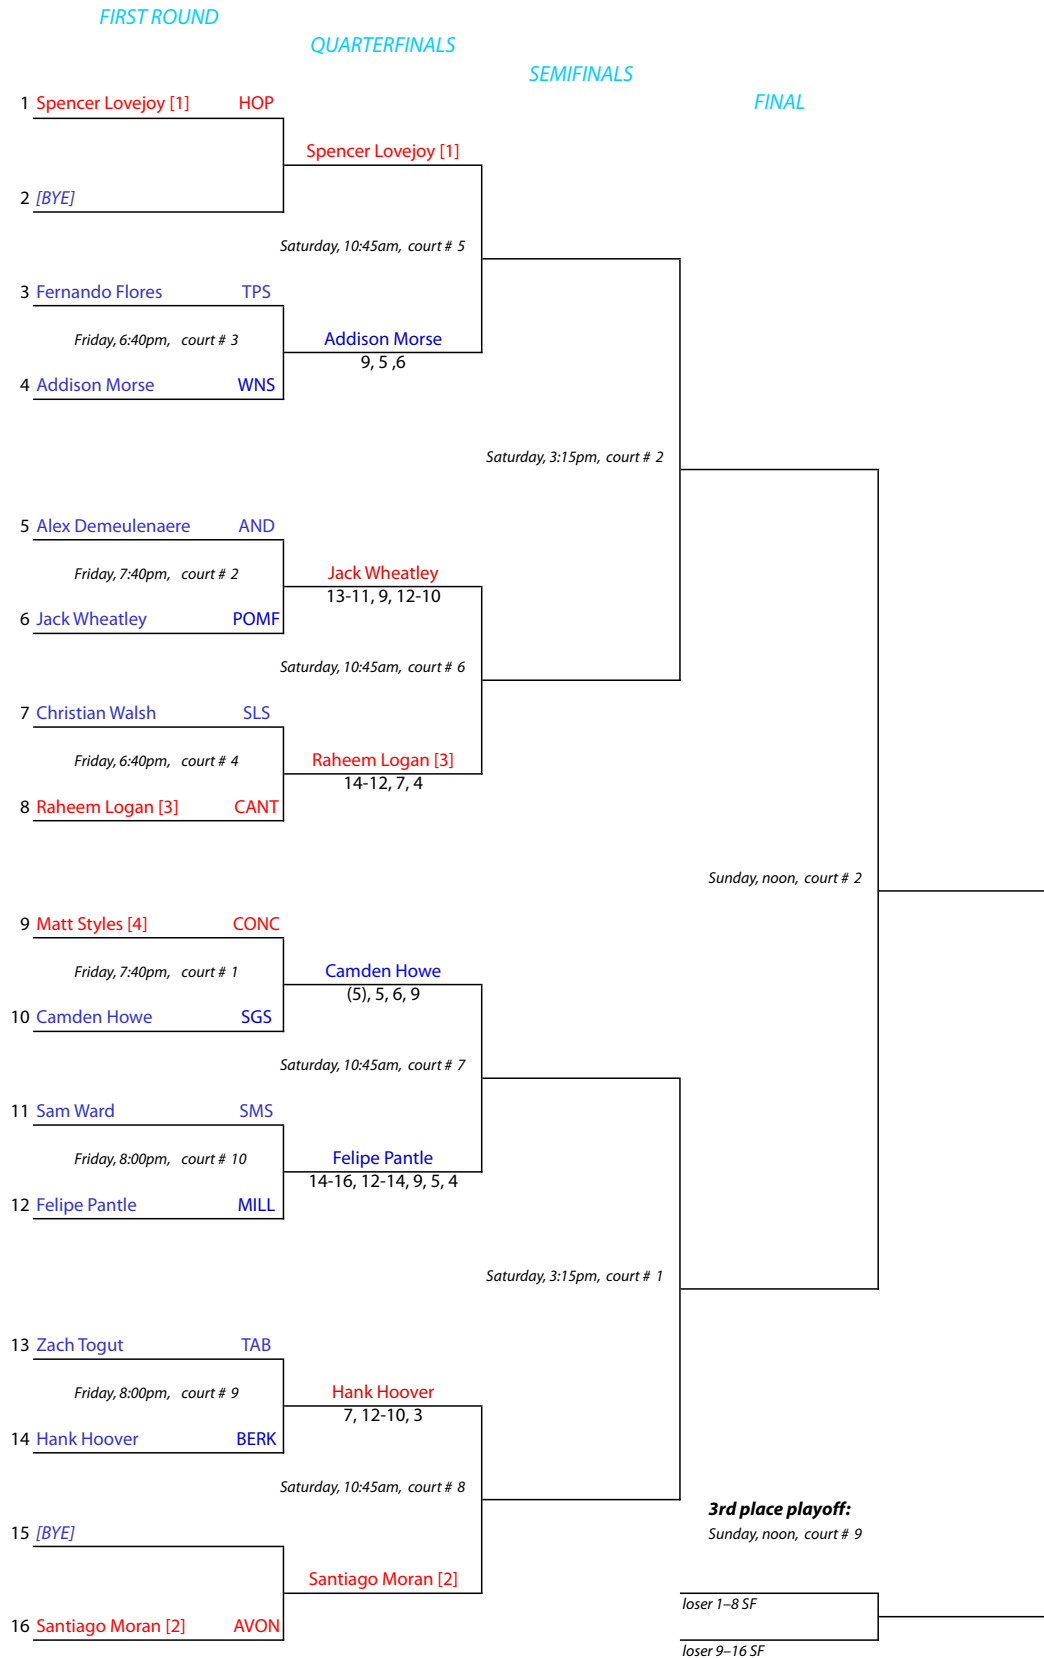 FIRST ROUND
QUARTERFINALS
SEMIFINALS
FINAL
1 Spencer Lovejoy [1] HOP
Spencer Lovejoy [1]
2 [BYE]
Saturday, 10:45am, court # 5
3 Fernando Flores TPS
Friday, 6:40pm, court # 3
Addison Morse
9, 5 ,6
4 Addison Morse WNS
Saturday, 3:15pm, court # 2
5 Alex Demeulenaere AND
Friday, 7:40pm, court # 2
Jack Wheatley
13-11, 9, 12-10
6 Jack Wheatley POMF
Saturday, 10:45am, court # 6
7 Christian Walsh SLS
Friday, 6:40pm, court # 4
Raheem Logan [3]
14-12, 7, 4
8 Raheem Logan [3] CANT
Sunday, noon, court # 2
9 Matt Styles [4] CONC
Friday, 7:40pm, court # 1
Camden Howe
(5), 5, 6, 9
10 Camden Howe SGS
Saturday, 10:45am, court # 7
11 Sam Ward SMS
Friday, 8:00pm, court # 10
Felipe Pantle
14-16, 12-14, 9, 5, 4
12 Felipe Pantle MILL
Saturday, 3:15pm, court # 1
13 Zach Togut TAB
Friday, 8:00pm, court # 9
Hank Hoover
7, 12-10, 3
14 Hank Hoover BERK
Saturday, 10:45am, court # 8
3rd place playoff:
15 [BYE]
Sunday, noon, court # 9
Santiago Moran [2]
loser 1–8 SF
16 Santiago Moran [2] AVON
loser 9–16 SF